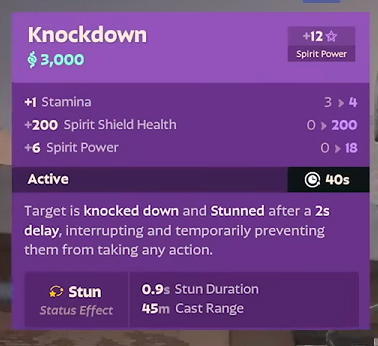 Knockdown
+12
3,000
Spirit Power
+1 Stamina 3 4
+200 Spirit Shield Health 0 200
+6 Spirit Power 0 18
Active 40s
Target is knocked down and Stunned after a 2s
delay, interrupting and temporarily preventing
them from taking any action.
Stun
Status Effect
0.9s Stun Duration
45m Cast Range